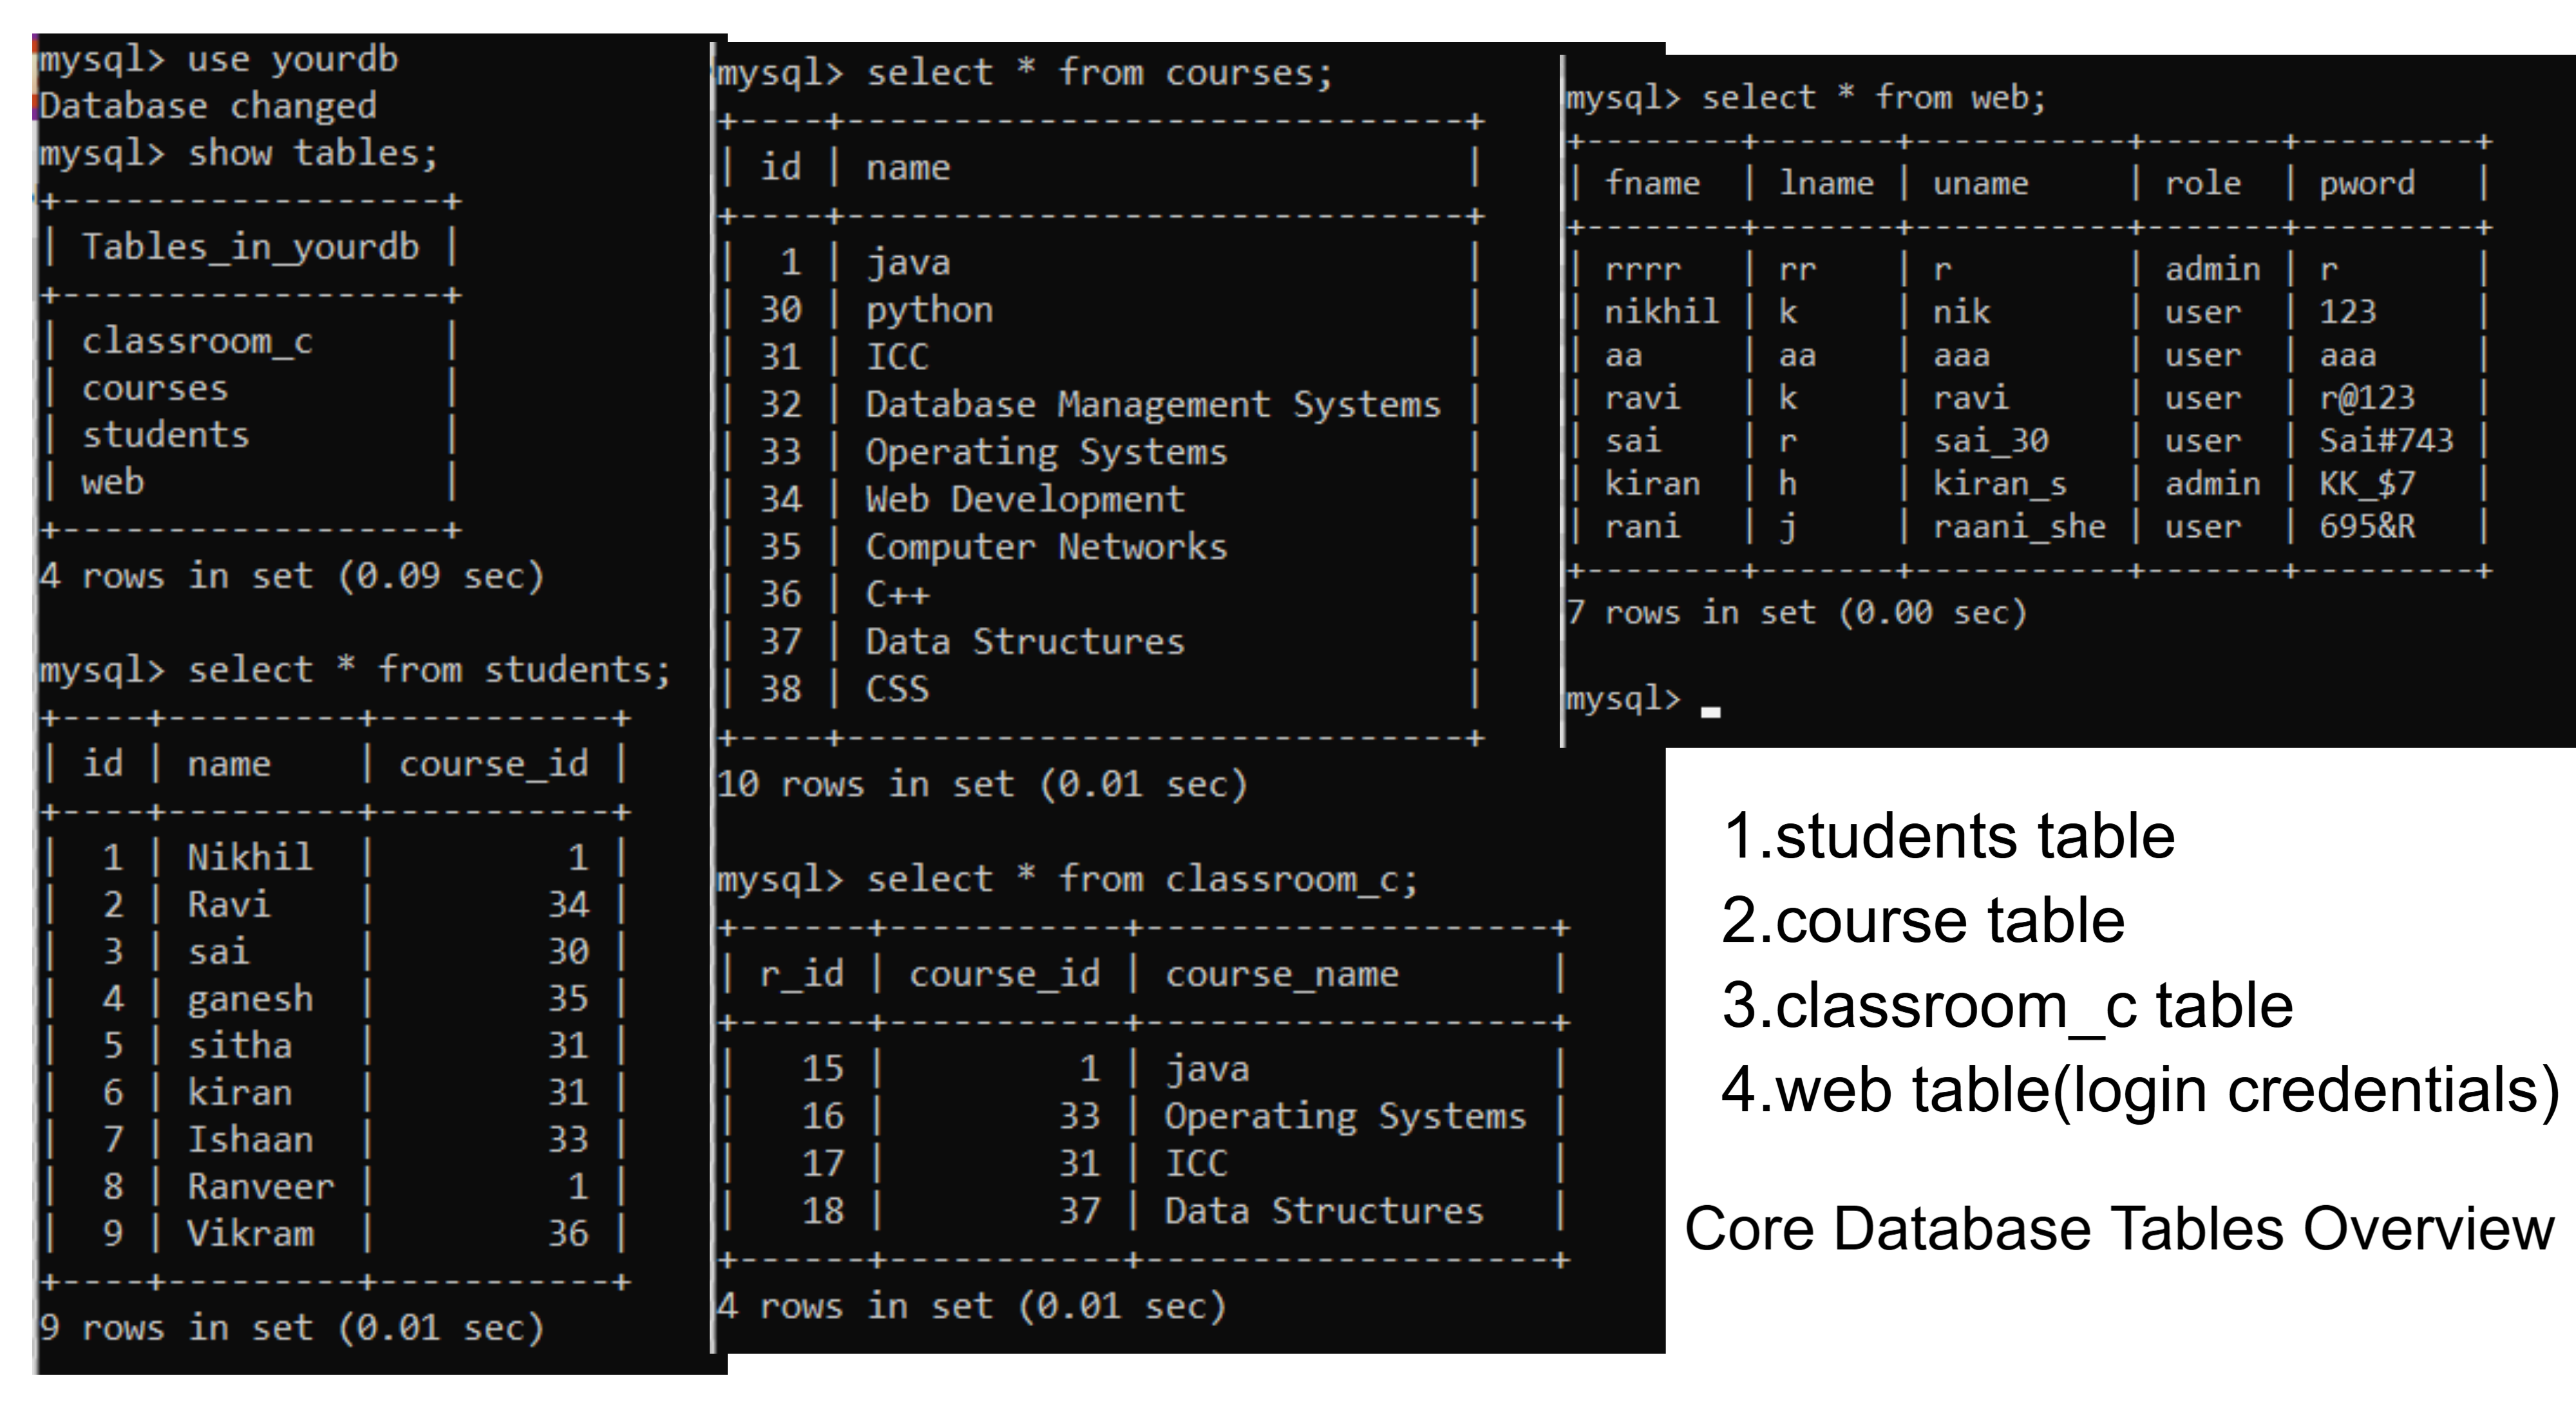 mysql> use yourdb
Database changed
mysql> show tables;
+------------------+
| Tables_in_yourdb |
+------------------+
| classroom_c      |
| courses          |
| students         |
| web              |
+------------------+
4 rows in set (0.09 sec)
mysql> select * from students;
+----+---------+-----------+
| id | name    | course_id |
+----+---------+-----------+
|  1 | Nikhil  |         1 |
|  2 | Ravi    |        34 |
|  3 | sai     |        30 |
|  4 | ganesh  |        35 |
|  5 | sitha   |        31 |
|  6 | kiran   |        31 |
|  7 | Ishaan  |        33 |
|  8 | Ranveer |         1 |
|  9 | Vikram  |        36 |
+----+---------+-----------+
9 rows in set (0.01 sec)
mysql> select * from courses;
+----+-----------------------------+
| id | name                        |
+----+-----------------------------+
|  1 | java                        |
| 30 | python                      |
| 31 | ICC                         |
| 32 | Database Management Systems |
| 33 | Operating Systems           |
| 34 | Web Development             |
| 35 | Computer Networks           |
| 36 | C++                         |
| 37 | Data Structures             |
| 38 | CSS                         |
+----+-----------------------------+
10 rows in set (0.01 sec)
mysql> select * from classroom_c;
+------+-----------+-------------------+
| r_id | course_id | course_name       |
+------+-----------+-------------------+
|   15 |         1 | java              |
|   16 |        33 | Operating Systems |
|   17 |        31 | ICC               |
|   18 |        37 | Data Structures   |
+------+-----------+-------------------+
4 rows in set (0.01 sec)
mysql> select * from web;
+--------+-------+-----------+-------+---------+
| fname  | lname | uname     | role  | pword   |
+--------+-------+-----------+-------+---------+
| rrrr   | rr    | r         | admin | r       |
| nikhil | k     | nik       | user  | 123     |
| aa     | aa    | aaa       | user  | aaa     |
| ravi   | k     | ravi      | user  | r@123   |
| sai    | r     | sai_30    | user  | Sai#743 |
| kiran  | h     | kiran_s   | admin | KK_$7   |
| rani   | j     | raani_she | user  | 695&R   |
+--------+-------+-----------+-------+---------+
7 rows in set (0.00 sec)
mysql>
1.students table
2.course table
3.classroom_c table
4.web table(login credentials)
Core Database Tables Overview